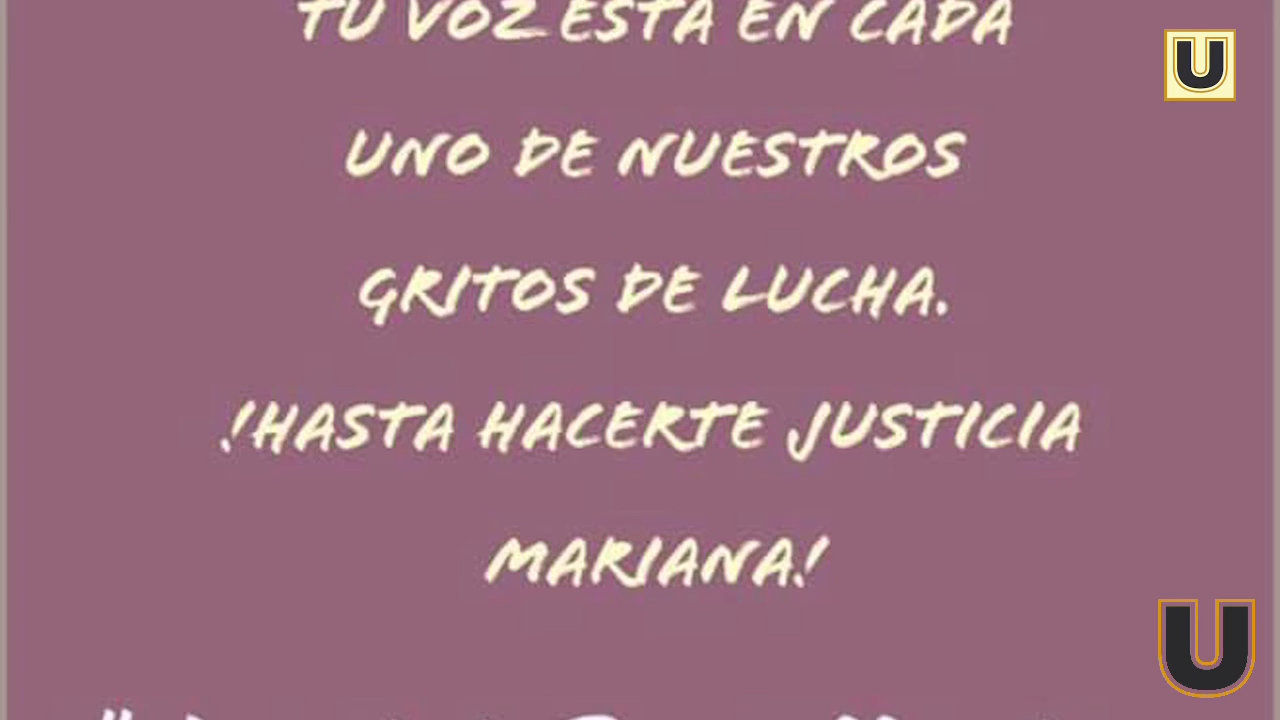 TU VOZ ESTA EN CADA
UNO DE NUESTROS
GRITOS DE LUCHA.
!HASTA HACERTE JUSTICIA
MARIANA!
U
U